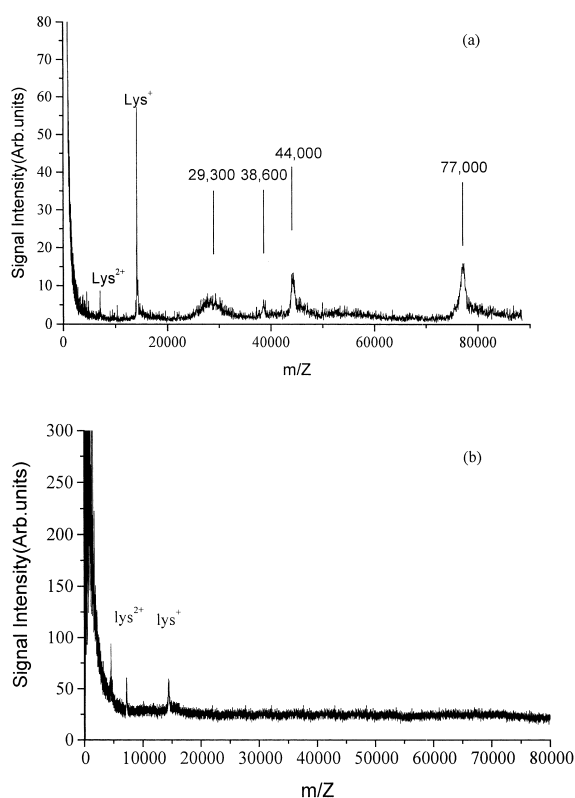 80
(a)
70
Lys+
60
50
44,000
77,000
29,300 38,600
40
30
20
Lys2+
10
0
Signal Intensity(Arb.units)
0 20000 40000 60000 80000
m/Z
300
(b)
250
200
150
lys2+ lys+
100
50
0
Signal Intensity(Arb.units)
0 10000 20000 30000 40000 50000 60000 70000 80000
m/Z